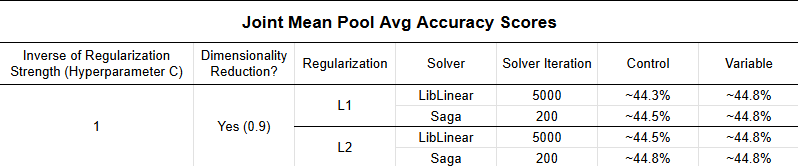 Joint Mean Pool Avg Accuracy Scores
Inverse of Regularization Strength (Hyperparameter C) Dimensionality Reduction? Regularization Solver Solver Iteration Control Variable
1 Yes (0.9) L1 LibLinear 5000 ~44.3% ~44.8%
Saga 200 ~44.5% ~44.8%
L2 LibLinear 5000 ~44.5% ~44.8%
Saga 200 ~44.8% ~44.8%